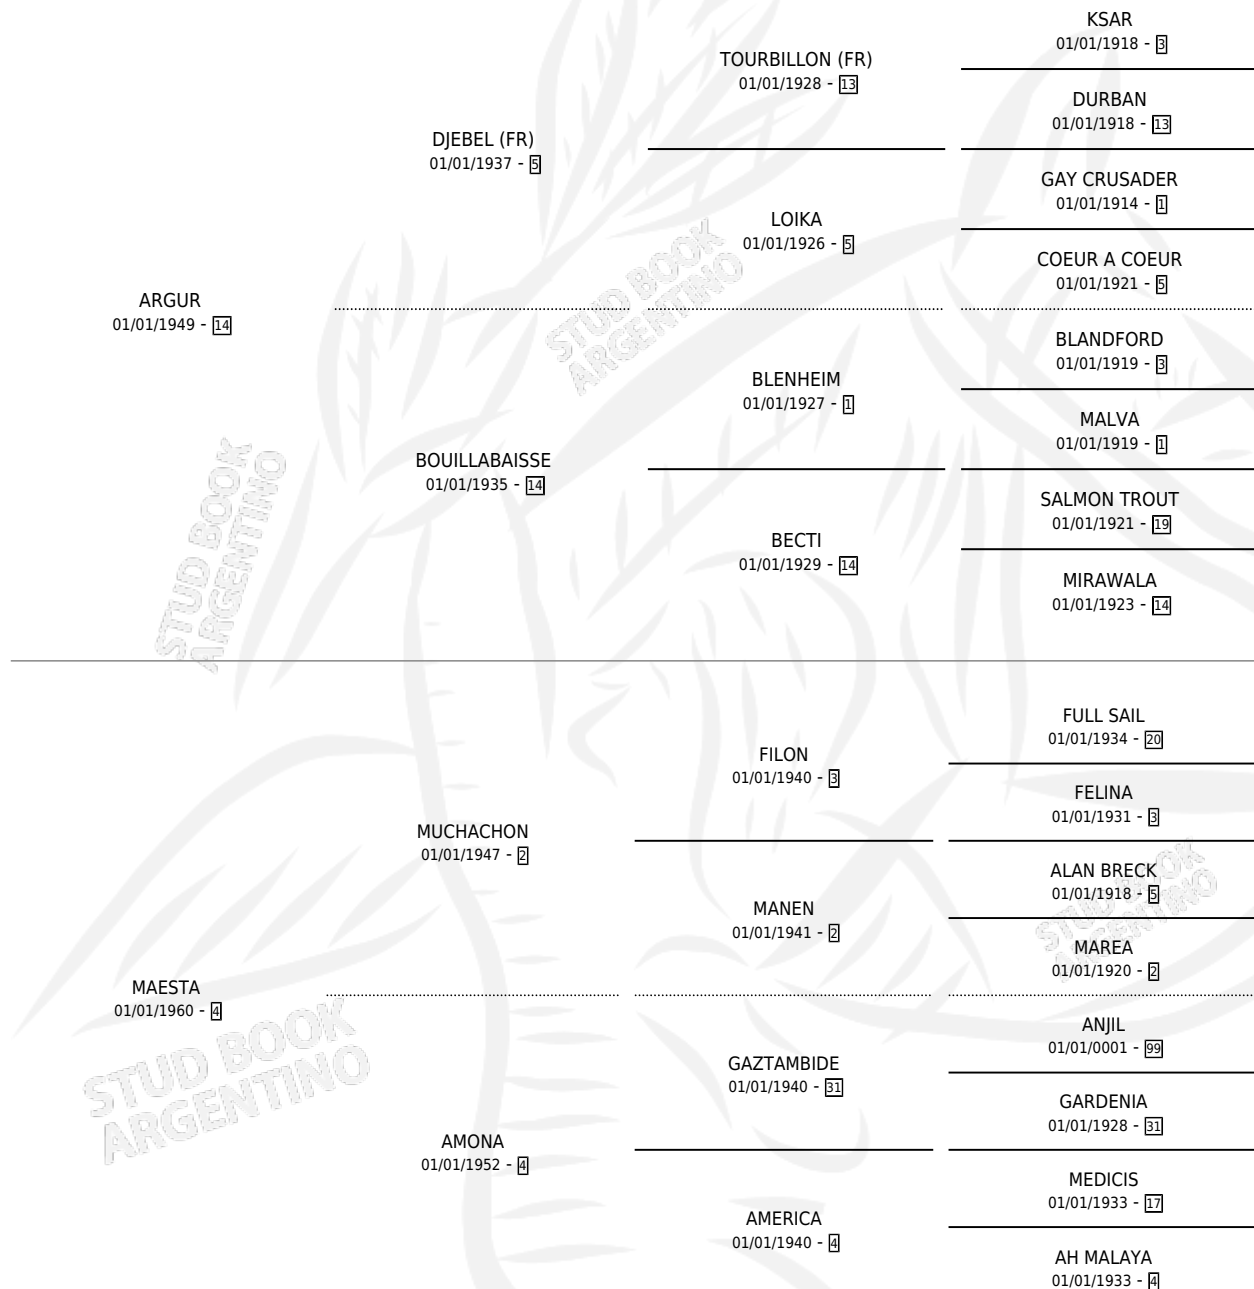 KSAR
01/01/1918 - 3
TOURBILLON (FR)
01/01/1928 - 13
DURBAN
01/01/1918 - 13
DJEBEL (FR)
01/01/1937 - 5
GAY CRUSADER
01/01/1914 - 1
LOIKA
01/01/1926 - 5
COEUR A COEUR
01/01/1921 - 5
ARGUR
01/01/1949 - 14
BLANDFORD
01/01/1919 - 3
BLENHEIM
01/01/1927 - 1
MALVA
01/01/1919 - 1
BOUILLABAISSE
01/01/1935 - 14
SALMON TROUT
01/01/1921 - 19
BECTI
01/01/1929 - 14
MIRAWALA
01/01/1923 - 14
FULL SAIL
01/01/1934 - 20
FILON
01/01/1940 - 3
FELINA
01/01/1931 - 3
MUCHACHON
01/01/1947 - 2
ALAN BRECK
01/01/1918 - 5
MANEN
01/01/1941 - 2
MAREA
01/01/1920 - 2
MAESTA
01/01/1960 - 4
ANJIL
01/01/0001 - 99
GAZTAMBIDE
01/01/1940 - 31
GARDENIA
01/01/1928 - 31
AMONA
01/01/1952 - 4
MEDICIS
01/01/1933 - 17
AMERICA
01/01/1940 - 4
AH MALAYA
01/01/1933 - 4
STUD BOOK
ARGENTINO
STUD BOOK
ARGENTINO
STUD BOOK
ARGENTINO
STUD BOOK
ARGENTINO